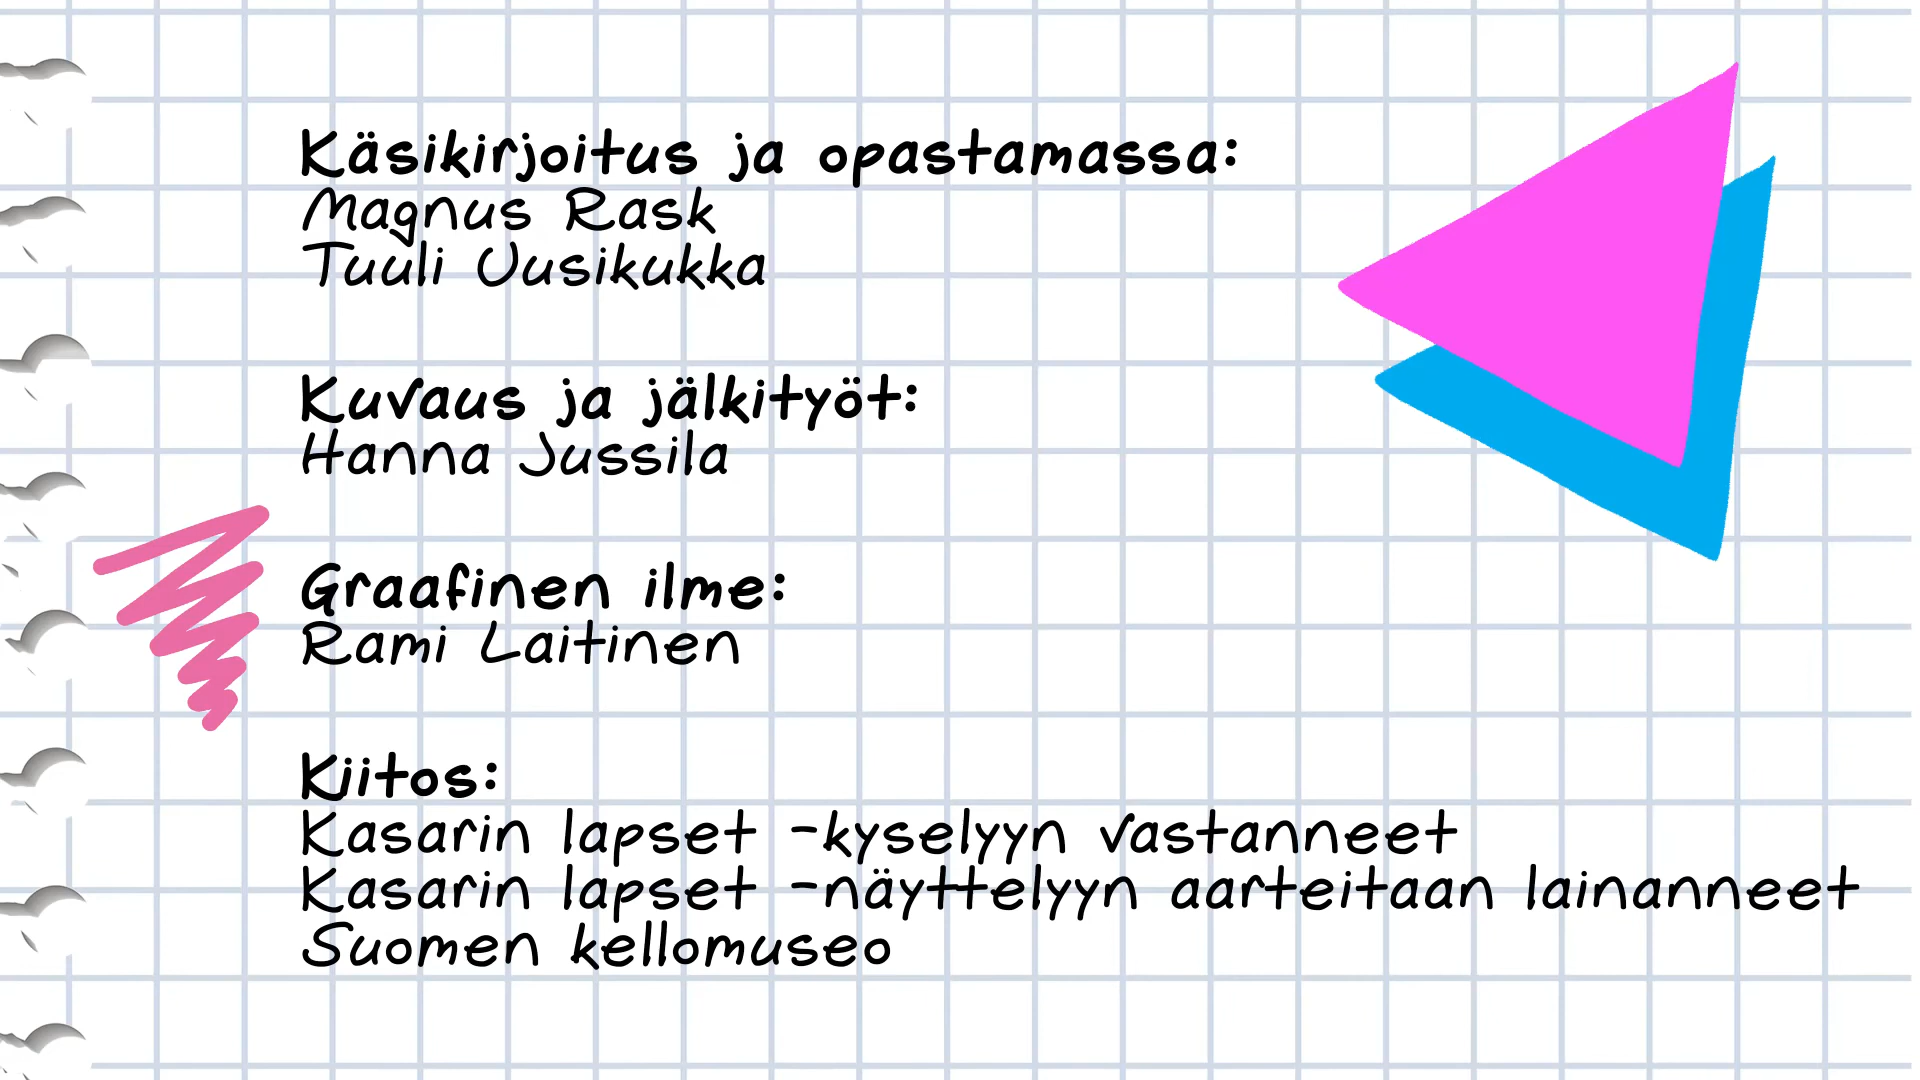 Käsikirjoitus ja opastamassa:
Magnus Rask
Tuuli Uusikukka
Kuvaus ja jälkityöt:
Hanna Jussila
Graafinen ilme:
Rami Laitinen
Kiitos:
Kasarin lapset -kyselyyn vastanneet
Kasarin lapset -näyttelyyn aarteitaan lainanneet
Suomen kellomuseo